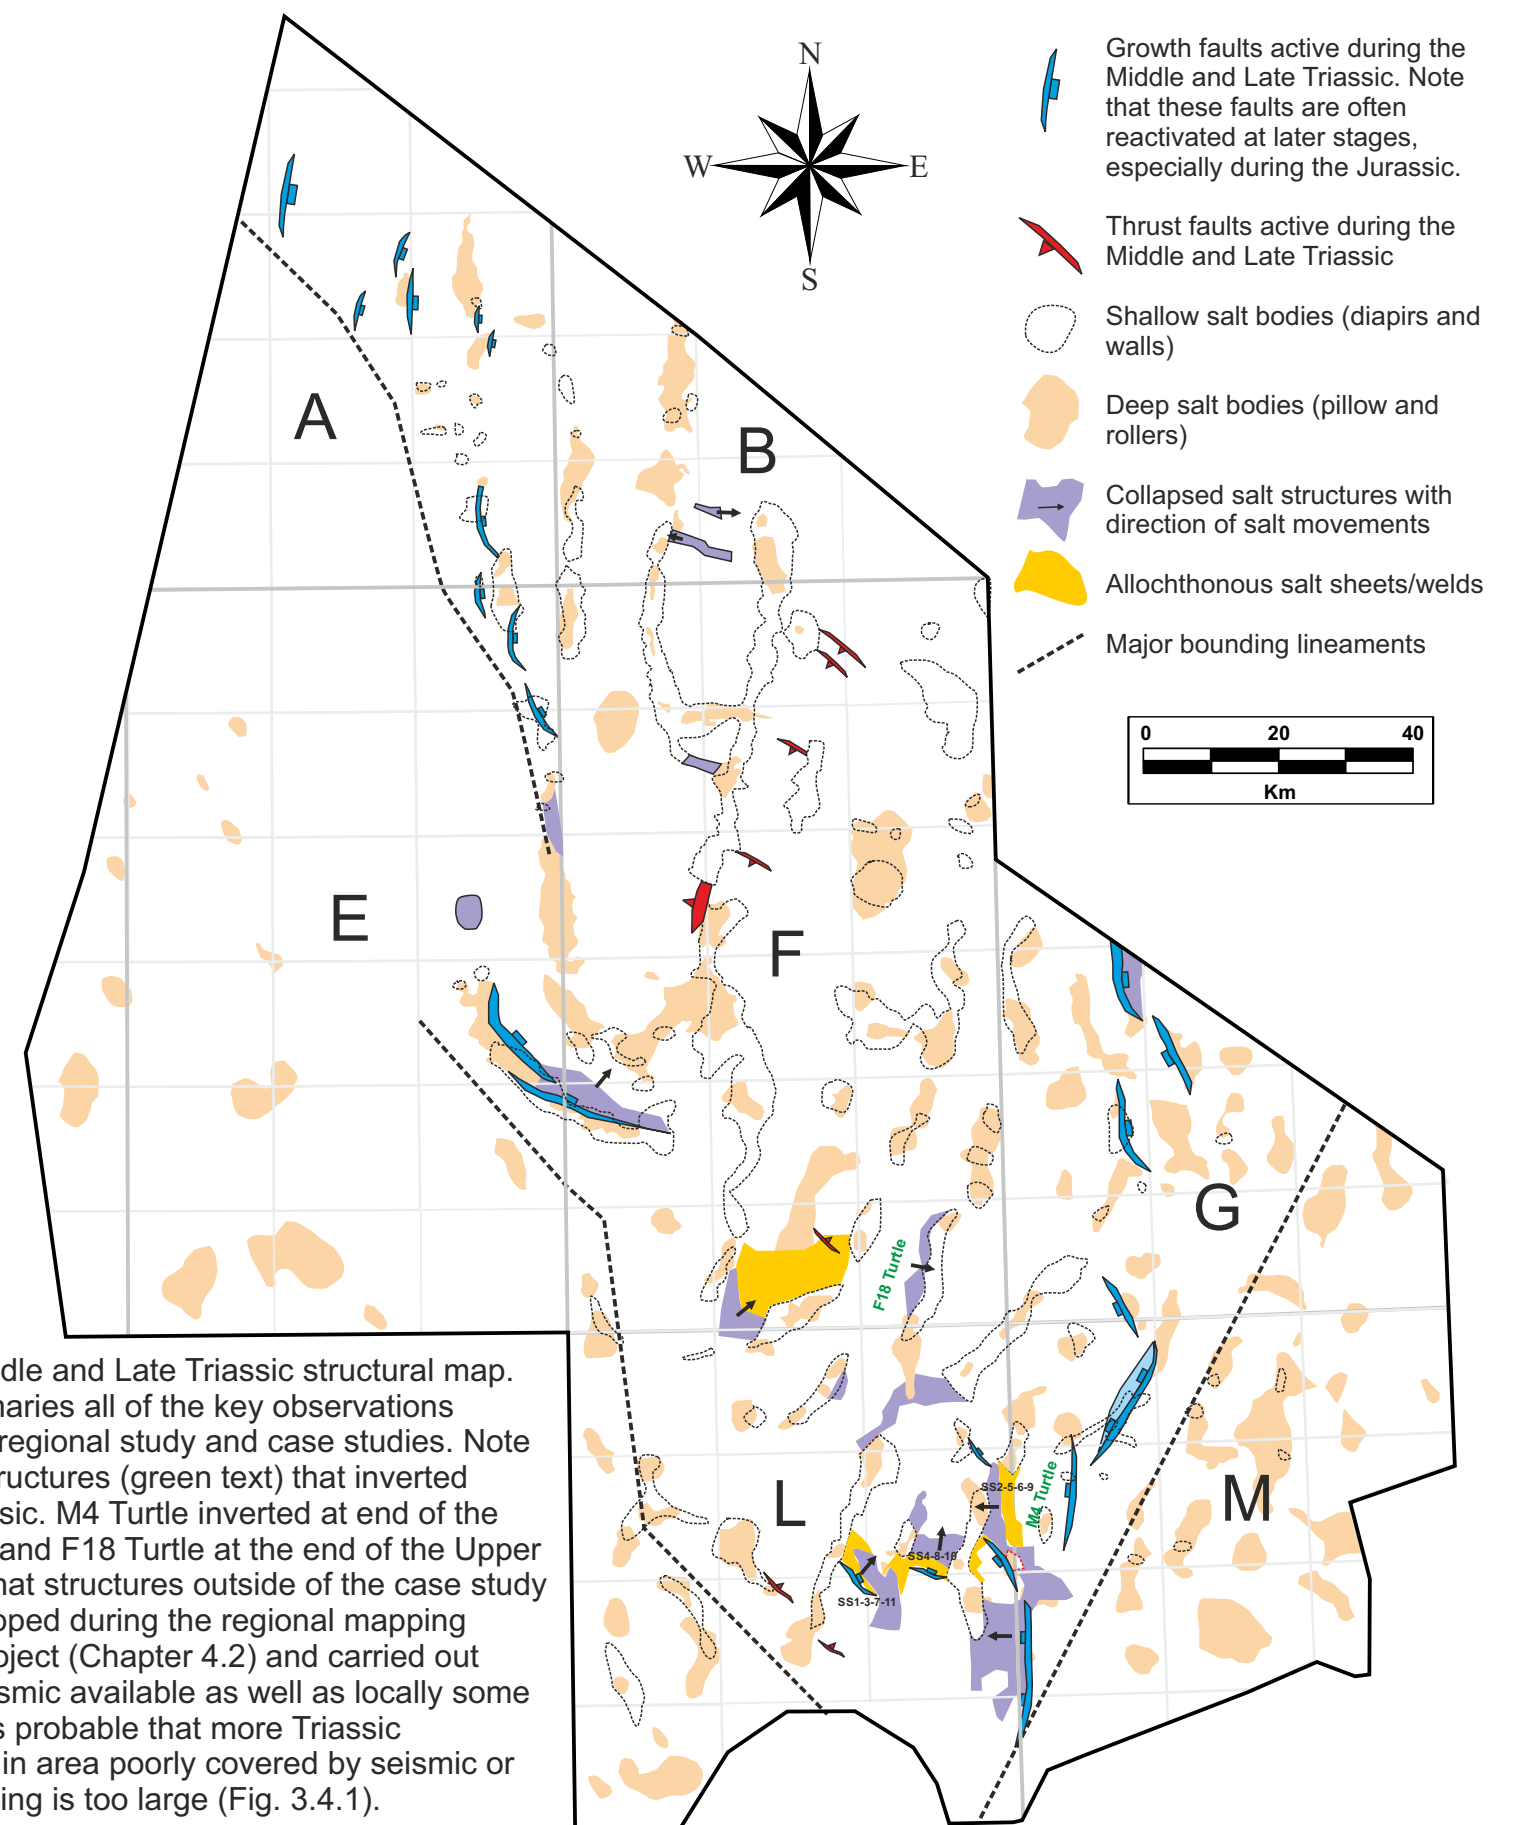 N
W
E
S
Growth faults active during the
Middle and Late Triassic. Note
that these faults are often
reactivated at later stages,
especially during the Jurassic.
Thrust faults active during the
Middle and Late Triassic
Shallow salt bodies (diapirs and
walls)
Deep salt bodies (pillow and
rollers)
Collapsed salt structures with
direction of salt movements
Allochthonous salt sheets/welds
Major bounding lineaments
0 20 40
Km
A
B
E
F
G
F18 Turtle
L
M
SS2-5-6-9
M4 Turtle
SS4-8-10
SS1-3-7-11
dle and Late Triassic structural map.
naries all of the key observations
regional study and case studies. Note
ructures (green text) that inverted
sic. M4 Turtle inverted at end of the
and F18 Turtle at the end of the Upper
hat structures outside of the case study
pped during the regional mapping
oject (Chapter 4.2) and carried out
smic available as well as locally some
s probable that more Triassic
in area poorly covered by seismic or
ing is too large (Fig. 3.4.1).